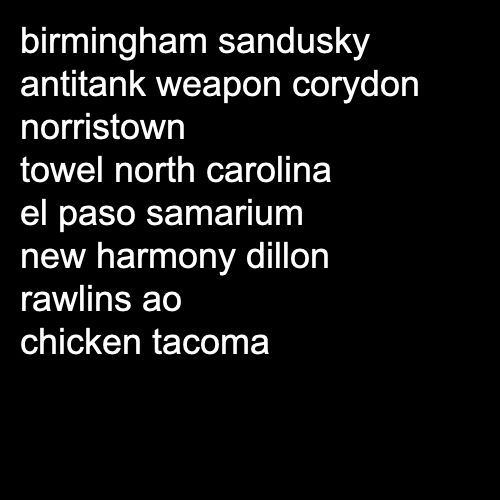 birmingham sandusky
antitank weapon corydon
norristown
towel north carolina
el paso samarium
new harmony dillon
rawlins ao
chicken tacoma